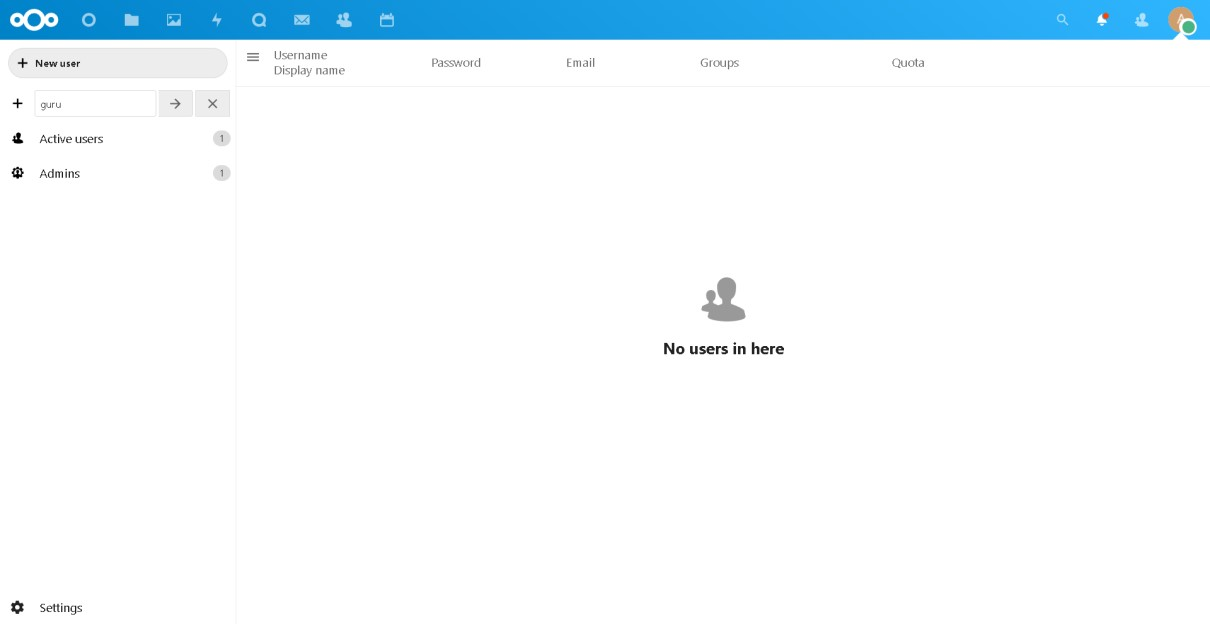 A
New user
Username
Display name
Password
Email
Groups
Quota
guru
Active users
1
Admins
1
No users in here
Settings